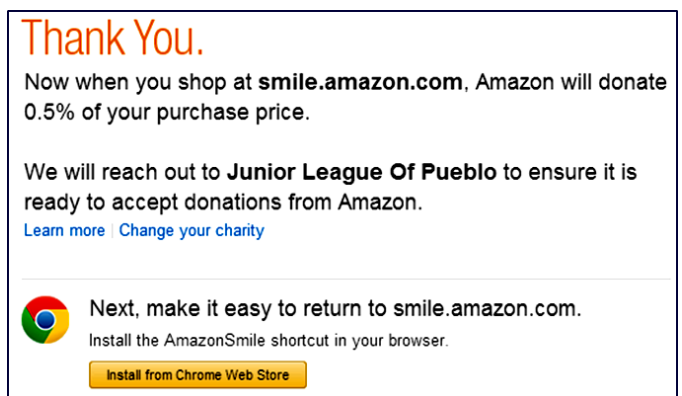 Thank You.
Now when you shop at smile.amazon.com, Amazon will donate
0.5% of your purchase price.
We will reach out to Junior League Of Pueblo to ensure it is
ready to accept donations from Amazon.
Learn more | Change your charity
Next, make it easy to return to smile.amazon.com.
Install the AmazonSmile shortcut in your browser.
Install from Chrome Web Store